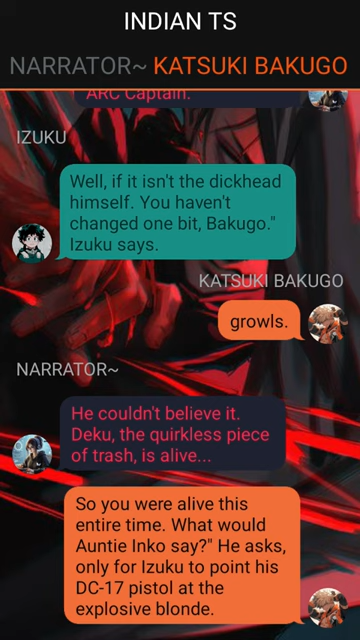 INDIAN TS
NARRATOR~ KATSUKI BAKUGO
ARC Captain.
IZUKU
Well, if it isn't the dickhead
himself. You haven't
changed one bit, Bakugo."
Izuku says.
KATSUKI BAKUGO
growls.
NARRATOR~
He couldn't believe it.
Deku, the quirkless piece
of trash, is alive...
So you were alive this
entire time. What would
Auntie Inko say?" He asks,
only for Izuku to point his
DC-17 pistol at the
explosive blonde.